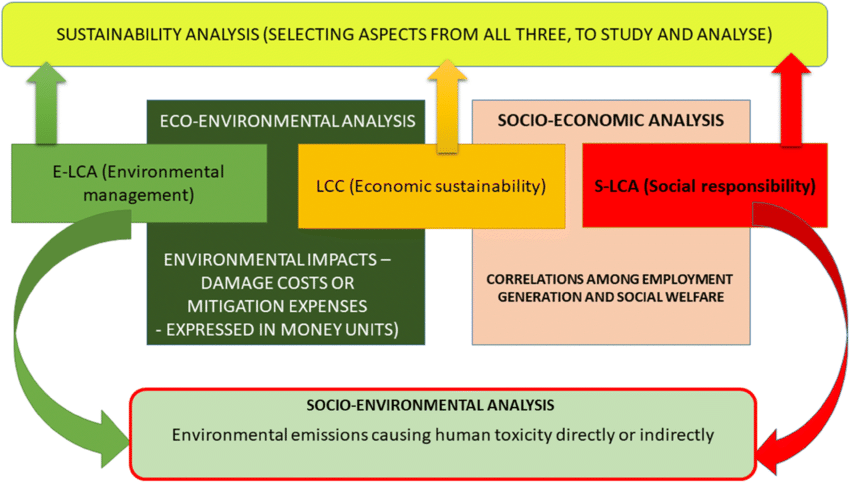 SUSTAINABILITY ANALYSIS (SELECTING ASPECTS FROM ALL THREE, TO STUDY AND ANALYSE)
ECO-ENVIRONMENTAL ANALYSIS
SOCIO-ECONOMIC ANALYSIS
E-LCA (Environmental
management)
LCC (Economic sustainability)
S-LCA (Social responsibility)
ENVIRONMENTAL IMPACTS –
DAMAGE COSTS OR
MITIGATION EXPENSES
- EXPRESSED IN MONEY UNITS)
CORRELATIONS AMONG EMPLOYMENT
GENERATION AND SOCIAL WELFARE
SOCIO-ENVIRONMENTAL ANALYSIS
Environmental emissions causing human toxicity directly or indirectly